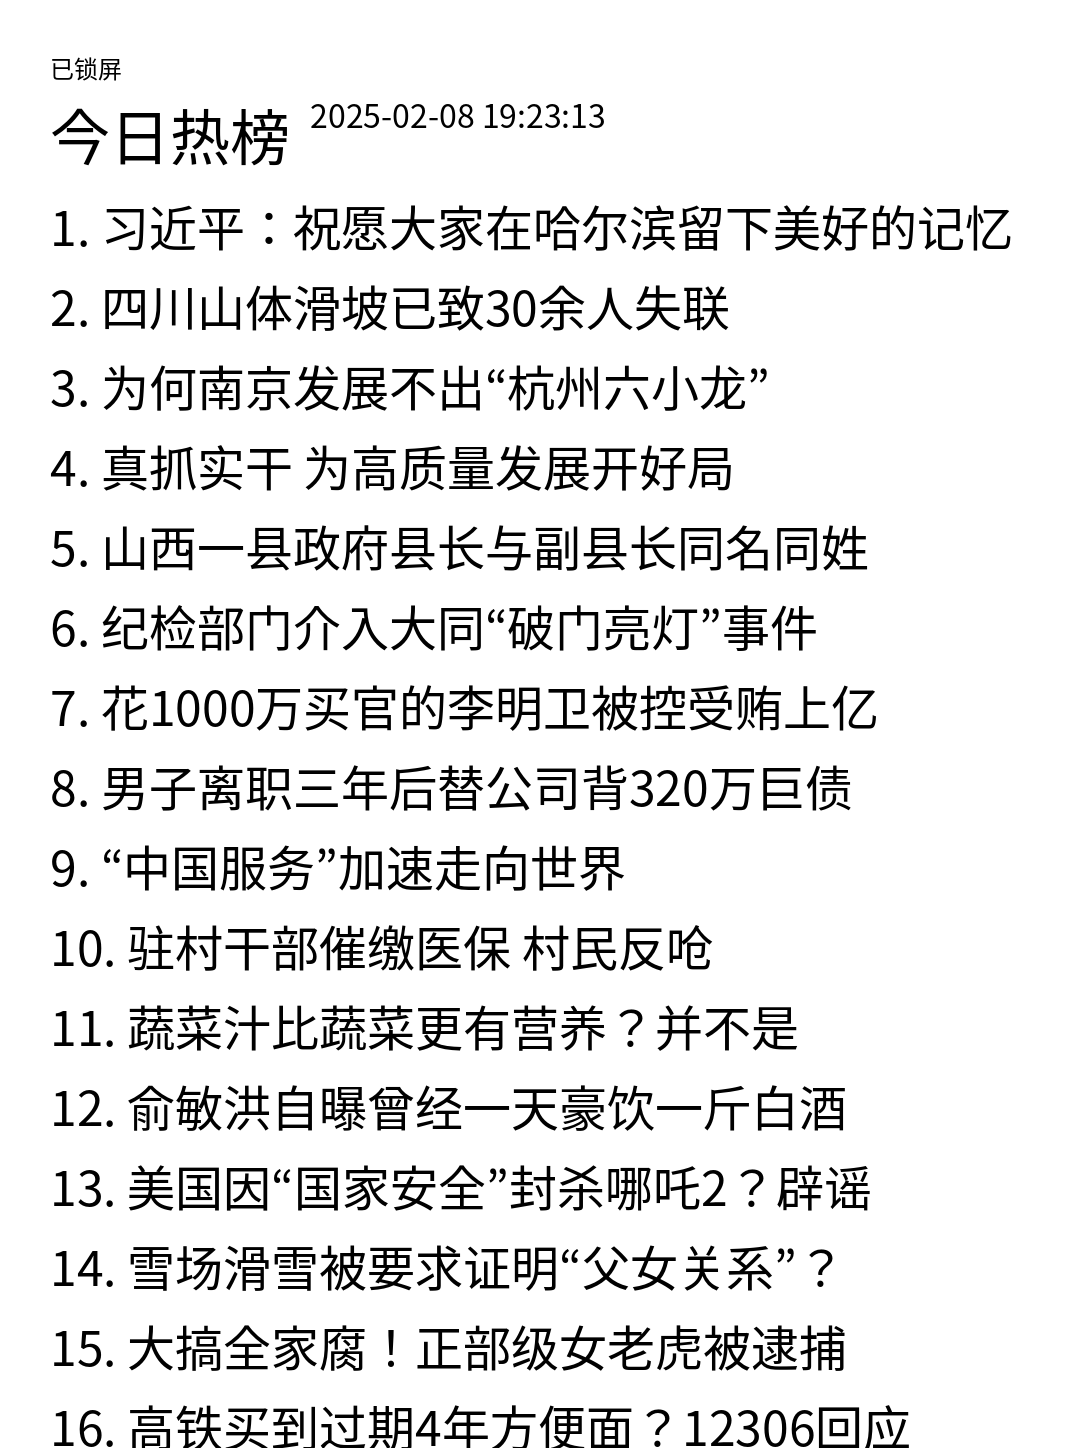 已锁屏
今日热榜 2025-02-08 19:23:13
1. 习近平：祝愿大家在哈尔滨留下美好的记忆
2. 四川山体滑坡已致30余人失联
3. 为何南京发展不出“杭州六小龙”
4. 真抓实干 为高质量发展开好局
5. 山西一县政府县长与副县长同名同姓
6. 纪检部门介入大同“破门亮灯”事件
7. 花1000万买官的李明卫被控受贿上亿
8. 男子离职三年后替公司背320万巨债
9. “中国服务”加速走向世界
10. 驻村干部催缴医保 村民反呛
11. 蔬菜汁比蔬菜更有营养？并不是
12. 俞敏洪自曝曾经一天豪饮一斤白酒
13. 美国因“国家安全”封杀哪吒2？辟谣
14. 雪场滑雪被要求证明“父女关系”？
15. 大搞全家腐！正部级女老虎被逮捕
16. 高铁买到过期4年方便面？12306回应